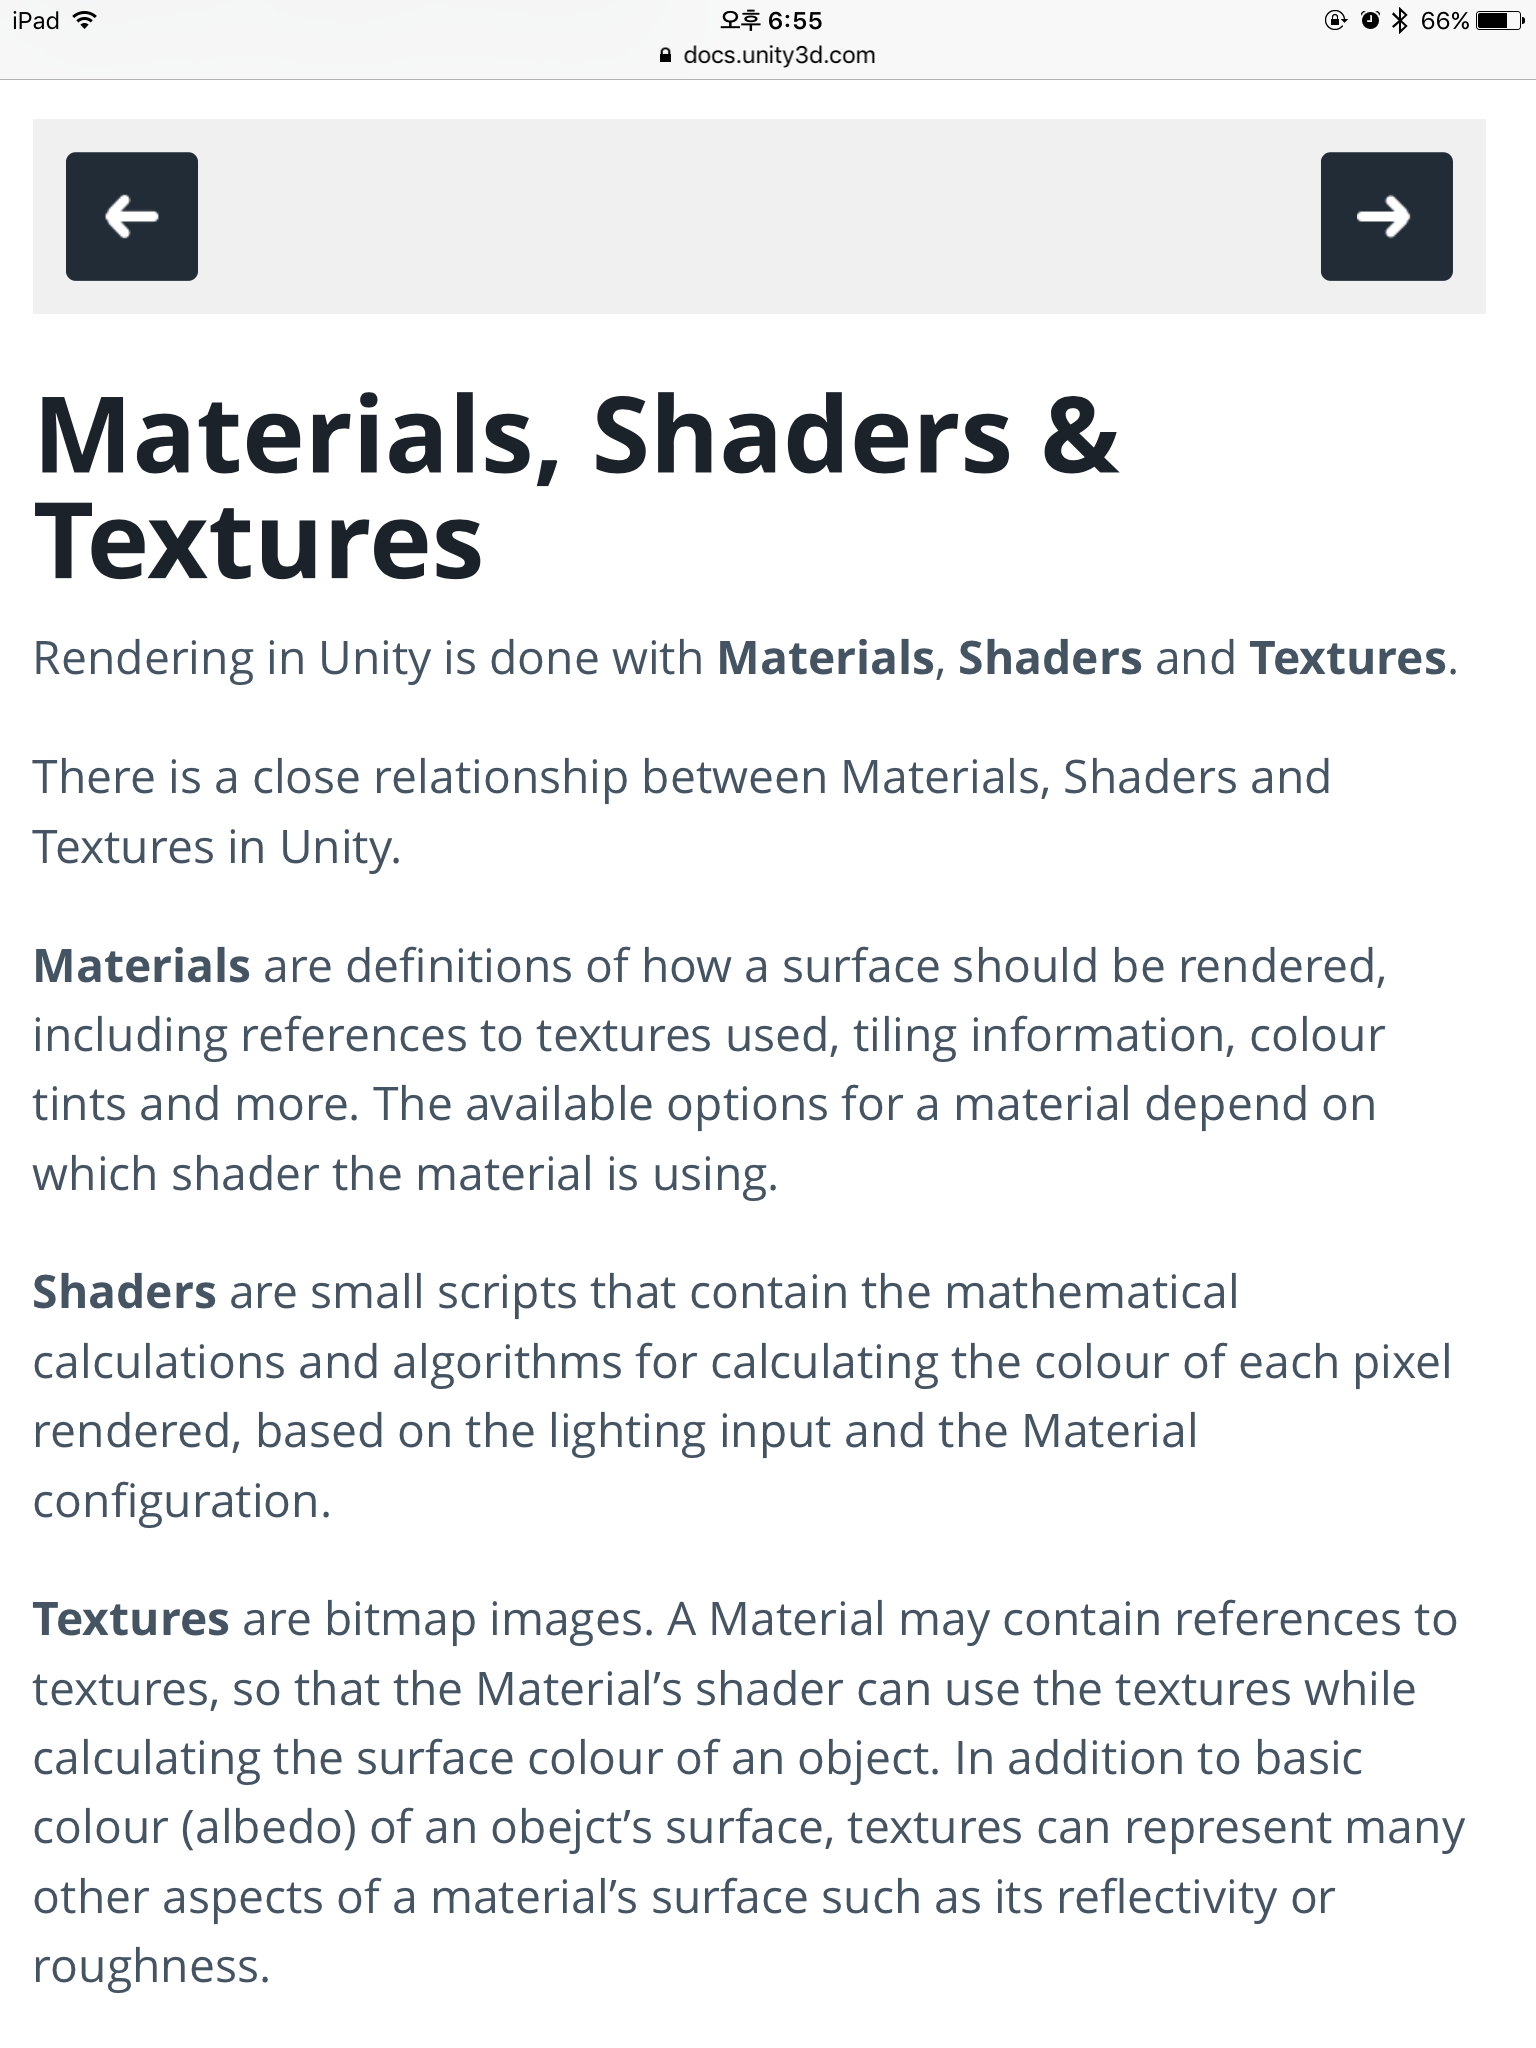 iPad
오후 6:55
66%
docs.unity3d.com
Materials, Shaders &
Textures
Rendering in Unity is done with Materials, Shaders and Textures.
There is a close relationship between Materials, Shaders and
Textures in Unity.
Materials are definitions of how a surface should be rendered,
including references to textures used, tiling information, colour
tints and more. The available options for a material depend on
which shader the material is using.
Shaders are small scripts that contain the mathematical
calculations and algorithms for calculating the colour of each pixel
rendered, based on the lighting input and the Material
configuration.
Textures are bitmap images. A Material may contain references to
textures, so that the Material’s shader can use the textures while
calculating the surface colour of an object. In addition to basic
colour (albedo) of an obejct’s surface, textures can represent many
other aspects of a material’s surface such as its reflectivity or
roughness.